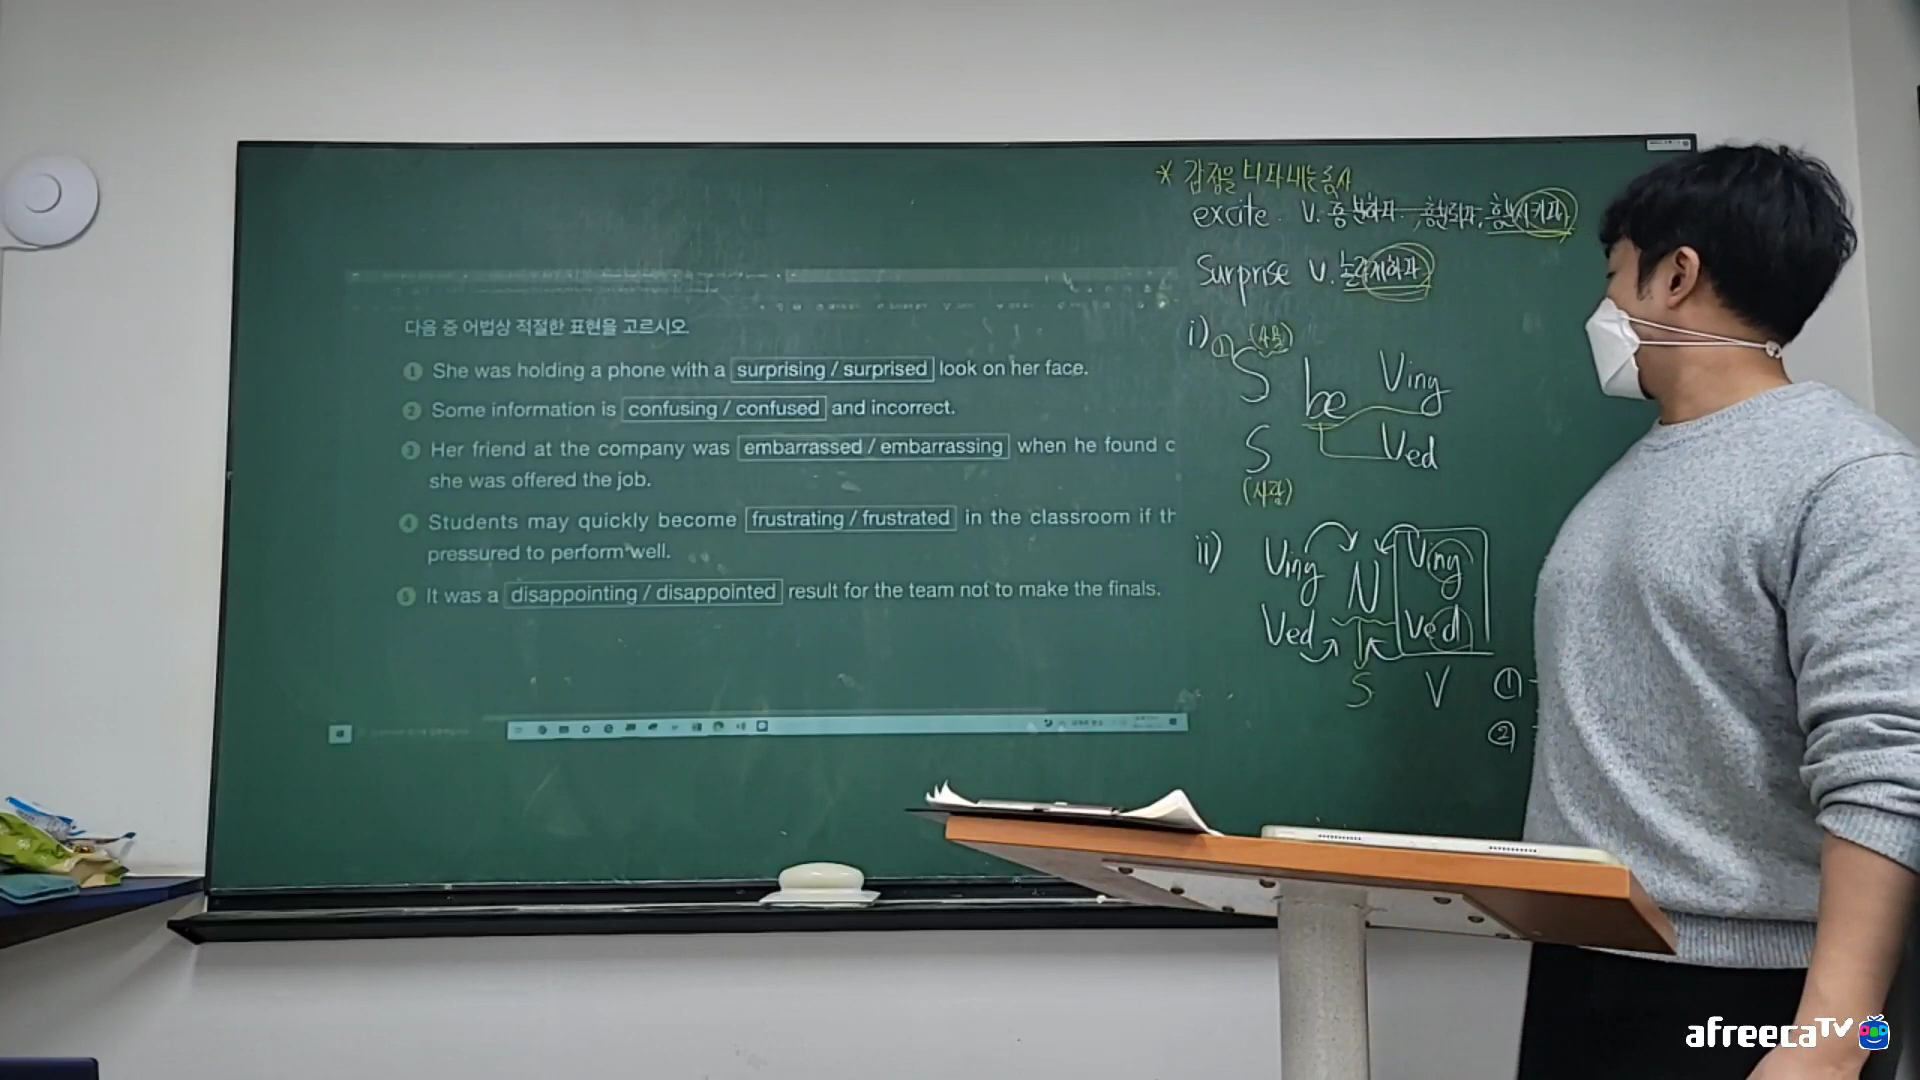 다음 중 어법상 적절한 표현을 고르시오.
1 She was holding a phone with a surprising / surprised look on her face.
2 Some information is confusing / confused and incorrect.
3 Her friend at the company was embarrassed / embarrassing when he found
she was offered the job.
4 Students may quickly become frustrating / frustrated in the classroom if
pressured to perform well.
5 It was a disappointing / disappointed result for the team not to make the finals.
* 감정을 나타내는 동사
excite v. 흥분하다, 흥분되다, 흥분시키다
Surprise v. 놀라게하다
i) ① (사물)
S be Ving
S Ved
(사람)
ii) Ving N Ving
Ved Ved
S V ①
②
afreecaTV